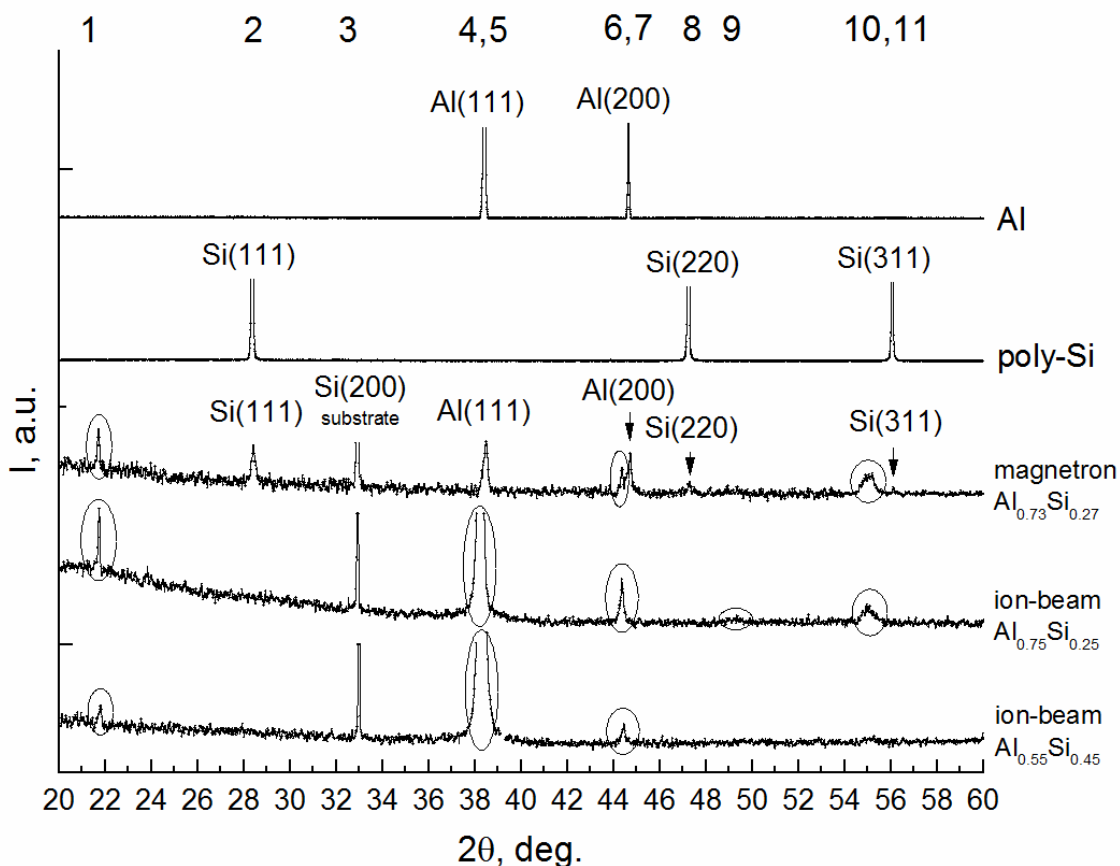 1 2 3 4,5 6,7 8 9 10,11
Al(111) Al(200)
Al
Si(111) Si(220) Si(311)
poly-Si
Si(200)
substrate
Si(111) Al(111) Al(200)
Si(220) Si(311)
magnetron
Al0.73Si0.27
ion-beam
Al0.75Si0.25
ion-beam
Al0.55Si0.45
I, a.u.
20 22 24 26 28 30 32 34 36 38 40 42 44 46 48 50 52 54 56 58 60
2θ, deg.